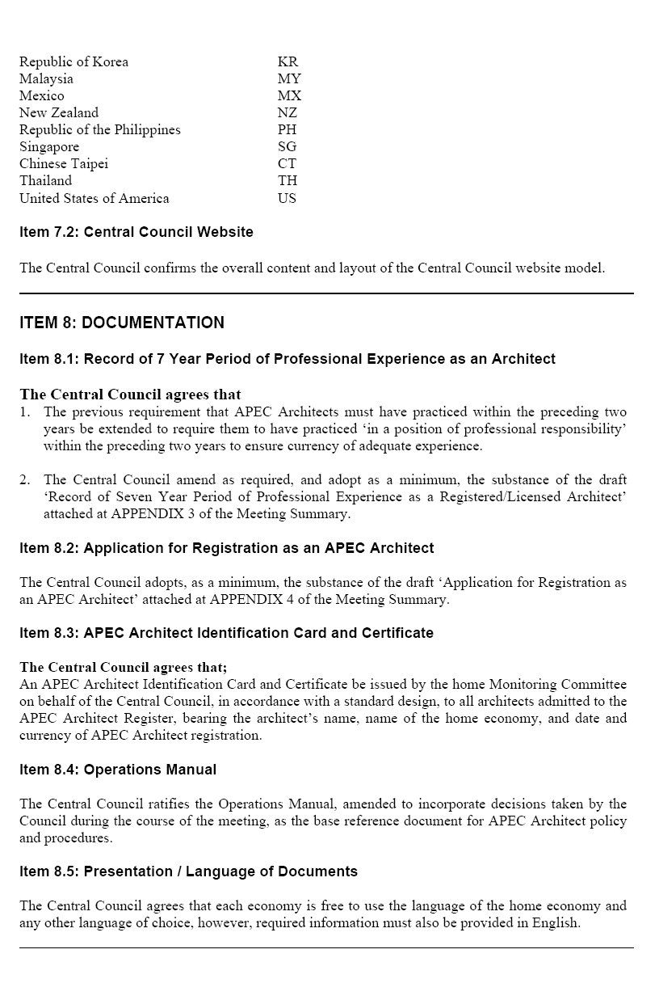 Republic of Korea KR
Malaysia MY
Mexico MX
New Zealand NZ
Republic of the Philippines PH
Singapore SG
Chinese Taipei CT
Thailand TH
United States of America US
Item 7.2: Central Council Website
The Central Council confirms the overall content and layout of the Central Council website model.
ITEM 8: DOCUMENTATION
Item 8.1: Record of 7 Year Period of Professional Experience as an Architect
The Central Council agrees that
1. The previous requirement that APEC Architects must have practiced within the preceding two
years be extended to require them to have practiced ‘in a position of professional responsibility’
within the preceding two years to ensure currency of adequate experience.
2. The Central Council amend as required, and adopt as a minimum, the substance of the draft
‘Record of Seven Year Period of Professional Experience as a Registered/Licensed Architect’
attached at APPENDIX 3 of the Meeting Summary.
Item 8.2: Application for Registration as an APEC Architect
The Central Council adopts, as a minimum, the substance of the draft ‘Application for Registration as
an APEC Architect’ attached at APPENDIX 4 of the Meeting Summary.
Item 8.3: APEC Architect Identification Card and Certificate
The Central Council agrees that;
An APEC Architect Identification Card and Certificate be issued by the home Monitoring Committee
on behalf of the Central Council, in accordance with a standard design, to all architects admitted to the
APEC Architect Register, bearing the architect’s name, name of the home economy, and date and
currency of APEC Architect registration.
Item 8.4: Operations Manual
The Central Council ratifies the Operations Manual, amended to incorporate decisions taken by the
Council during the course of the meeting, as the base reference document for APEC Architect policy
and procedures.
Item 8.5: Presentation / Language of Documents
The Central Council agrees that each economy is free to use the language of the home economy and
any other language of choice, however, required information must also be provided in English.